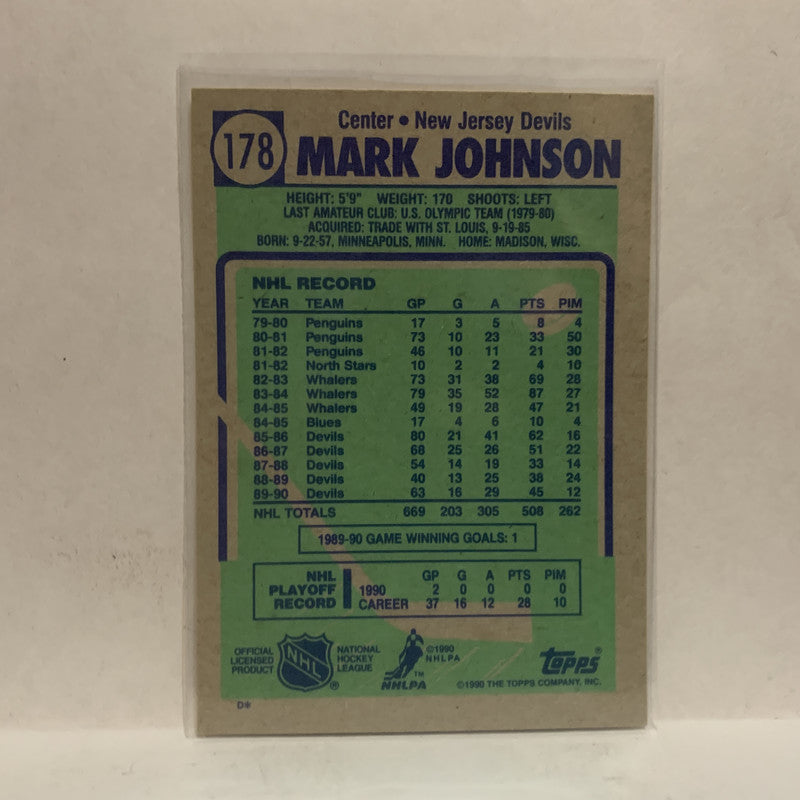 178
Center • New Jersey Devils
MARK JOHNSON
HEIGHT: 5'9" WEIGHT: 170 SHOOTS: LEFT
LAST AMATEUR CLUB: U.S. OLYMPIC TEAM (1979-80)
ACQUIRED: TRADE WITH ST. LOUIS, 9-19-85
BORN: 9-22-57, MINNEAPOLIS, MINN. HOME: MADISON, WISC.
NHL RECORD
YEAR TEAM GP G A PTS PIM
79-80 Penguins 17 3 5 8 4
80-81 Penguins 73 10 23 33 50
81-82 Penguins 46 10 11 21 30
81-82 North Stars 10 2 2 4 10
82-83 Whalers 73 31 38 69 28
83-84 Whalers 79 35 52 87 27
84-85 Whalers 49 19 28 47 21
84-85 Blues 17 4 6 10 4
85-86 Devils 80 21 41 62 16
86-87 Devils 68 25 26 51 22
87-88 Devils 54 14 19 33 14
88-89 Devils 40 13 25 38 24
89-90 Devils 63 16 29 45 12
NHL TOTALS 669 203 305 508 262
1989-90 GAME WINNING GOALS: 1
NHL PLAYOFF RECORD
GP G A PTS PIM
1990 2 0 0 0 0
CAREER 37 16 12 28 10
OFFICIAL LICENSED PRODUCT
NHL
®
NATIONAL HOCKEY LEAGUE
©1990 NHLPA
NHLPA
™
Topps®
©1990 THE TOPPS COMPANY, INC.
D*